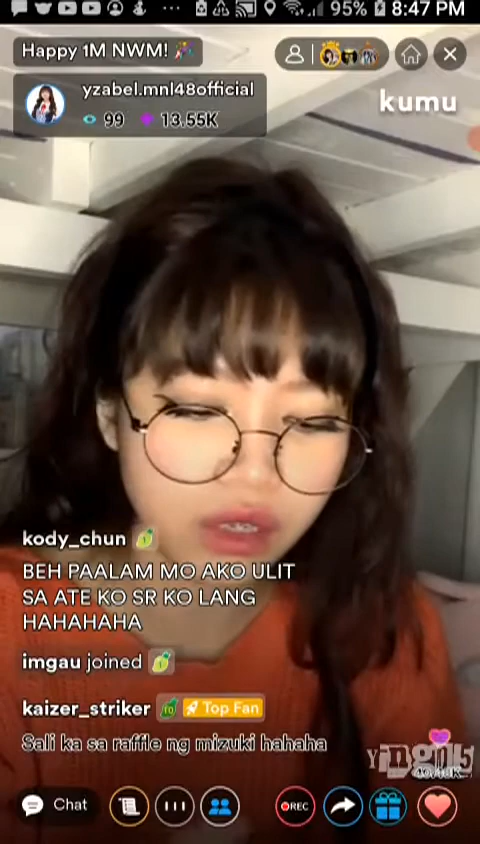 95% 8:47 PM
Happy 1M NWM! 🎉
yzabel.mnl48official
99 13.55K
kumu
kody_chun
BEH PAALAM MO AKO ULIT
SA ATE KO SR KO LANG
HAHAHAHA
imgau joined
kaizer_striker 10 Top Fan
Sali ka sa raffle ng mizuki hahaha
Chat
REC